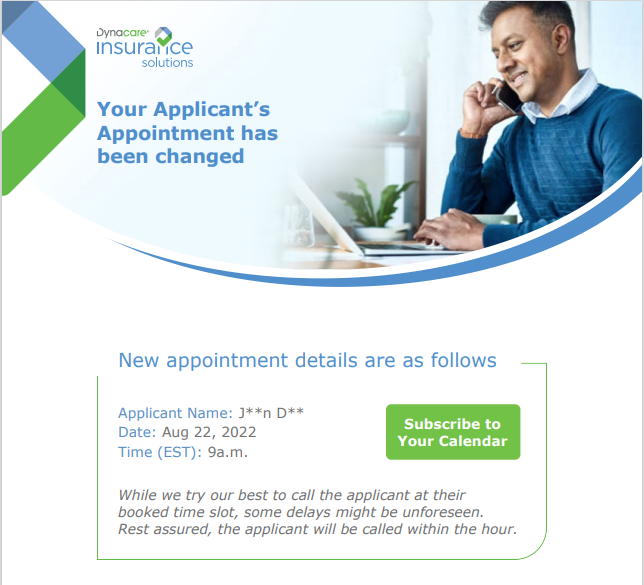 Dynacare®
insurance
solutions
Your Applicant’s
Appointment has
been changed
New appointment details are as follows
Applicant Name: J**n D**
Date: Aug 22, 2022
Time (EST): 9a.m.
Subscribe to
Your Calendar
While we try our best to call the applicant at their
booked time slot, some delays might be unforeseen.
Rest assured, the applicant will be called within the hour.